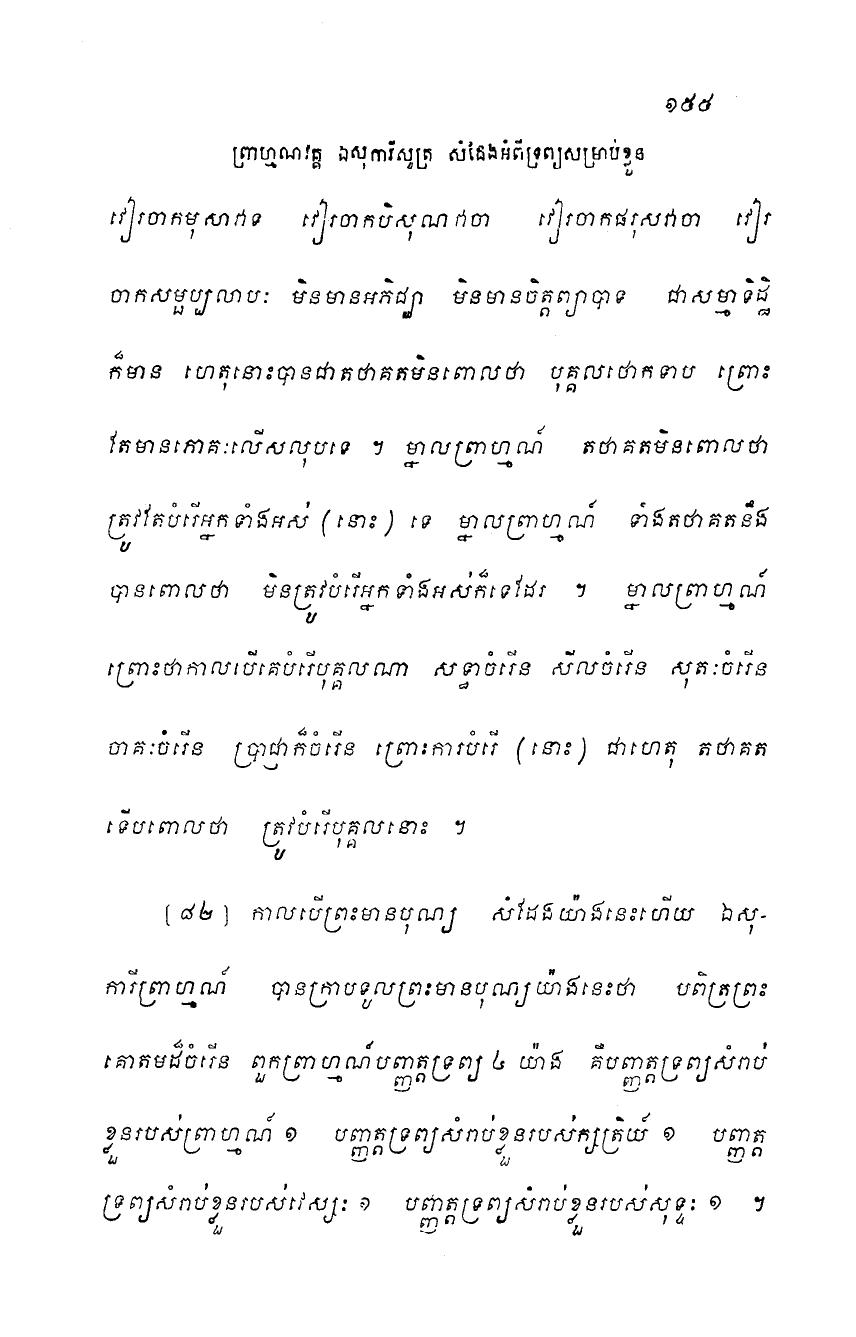 ១៥៥
ព្រាហ្មណវគ្គ ឯសុការីសូត្រ សំដែងអំពីទ្រព្យសម្រាប់ខ្លួន
វៀរចាកមុសាវាទ វៀរចាកបិសុណាវាចា វៀរចាកផរុសវាចា វៀរ
ចាកសម្ផប្បលាបៈ មិនមានអភិជ្ឈា មិនមានចិត្តព្យាបាទ ជាសម្មាទិដ្ឋិ
ក៏មាន ហេតុនោះបានជាតថាគតមិនពោលថា បុគ្គលថោកទាប ព្រោះ
តែមានភោគៈលើសលុបទេ ។ ម្នាលព្រាហ្មណ៍ តថាគតមិនពោលថា
ត្រូវតែបំរើអ្នកទាំងអស់ (នោះ) ទេ ម្នាលព្រាហ្មណ៍ ទាំងតថាគតនឹង
បានពោលថា មិនត្រូវបំរើអ្នកទាំងអស់ក៏ទេដែរ ។ ម្នាលព្រាហ្មណ៍
ព្រោះថាកាលបើគេបំរើបុគ្គលណា សទ្ធាចំរើន សីលចំរើន សុតៈចំរើន
ចាគៈចំរើន ប្រាជ្ញាក៏ចំរើន ព្រោះការបំរើ (នោះ) ជាហេតុ តថាគត
ទើបពោលថា ត្រូវបំរើបុគ្គលនោះ ។
[៨២] កាលបើព្រះមានបុណ្យ សំដែងយ៉ាងនេះហើយ ឯសុ-
ការីព្រាហ្មណ៍ បានក្រាបទូលព្រះមានបុណ្យយ៉ាងនេះថា បពិត្រព្រះ
គោតមដ៏ចំរើន ពួកព្រាហ្មណ៍បញ្ញត្តទ្រព្យ ៤ យ៉ាង គឺបញ្ញត្តទ្រព្យសំរាប់
ខ្លួនរបស់ព្រាហ្មណ៍ ១ បញ្ញត្តទ្រព្យសំរាប់ខ្លួនរបស់ក្សត្រិយ៍ ១ បញ្ញត្ត
ទ្រព្យសំរាប់ខ្លួនរបស់វេស្សៈ ១ បញ្ញត្តទ្រព្យសំរាប់ខ្លួនរបស់សុទ្ទៈ ១ ។